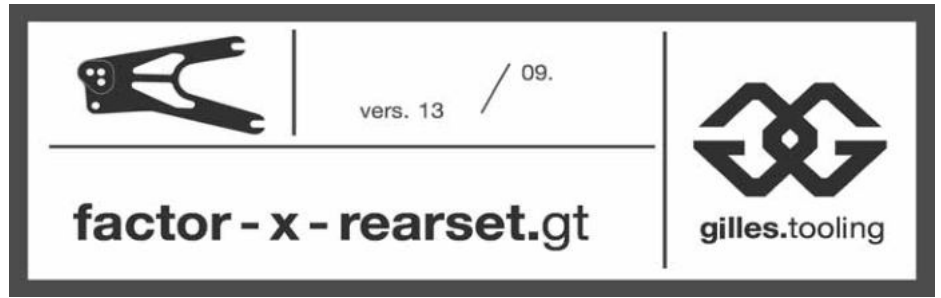 vers. 13 / 09.
factor - x - rearset.gt
gilles.tooling